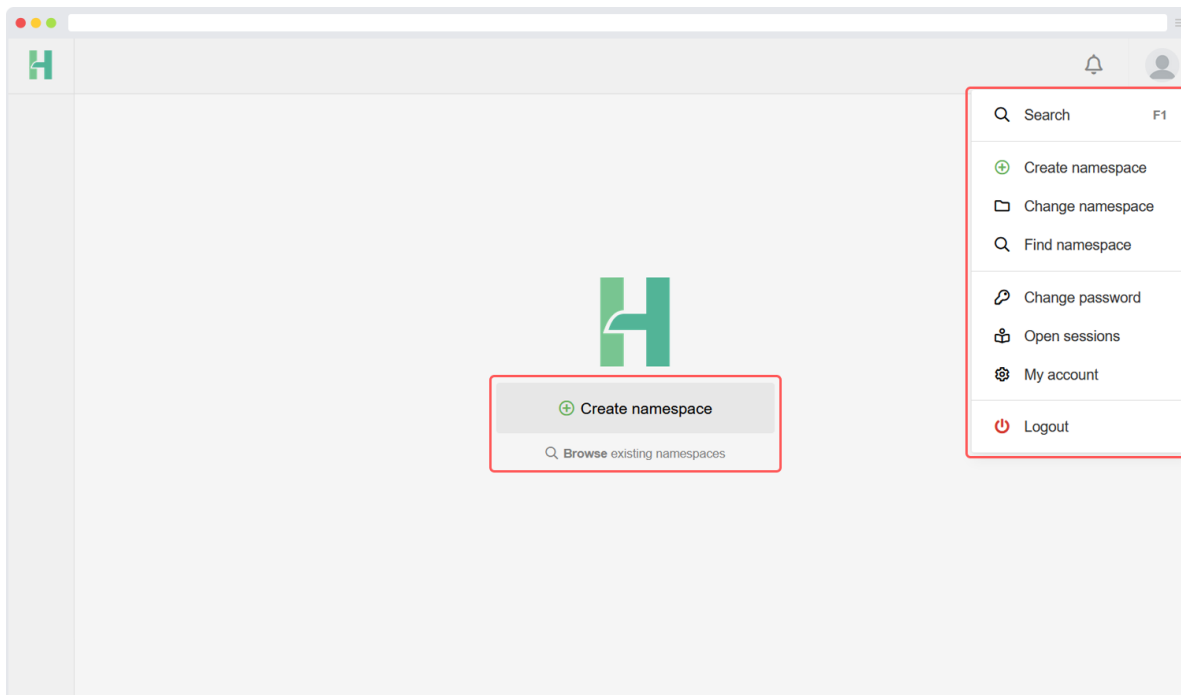 Search F1
Create namespace
Change namespace
Find namespace
Change password
Open sessions
My account
Logout
Create namespace
Browse existing namespaces